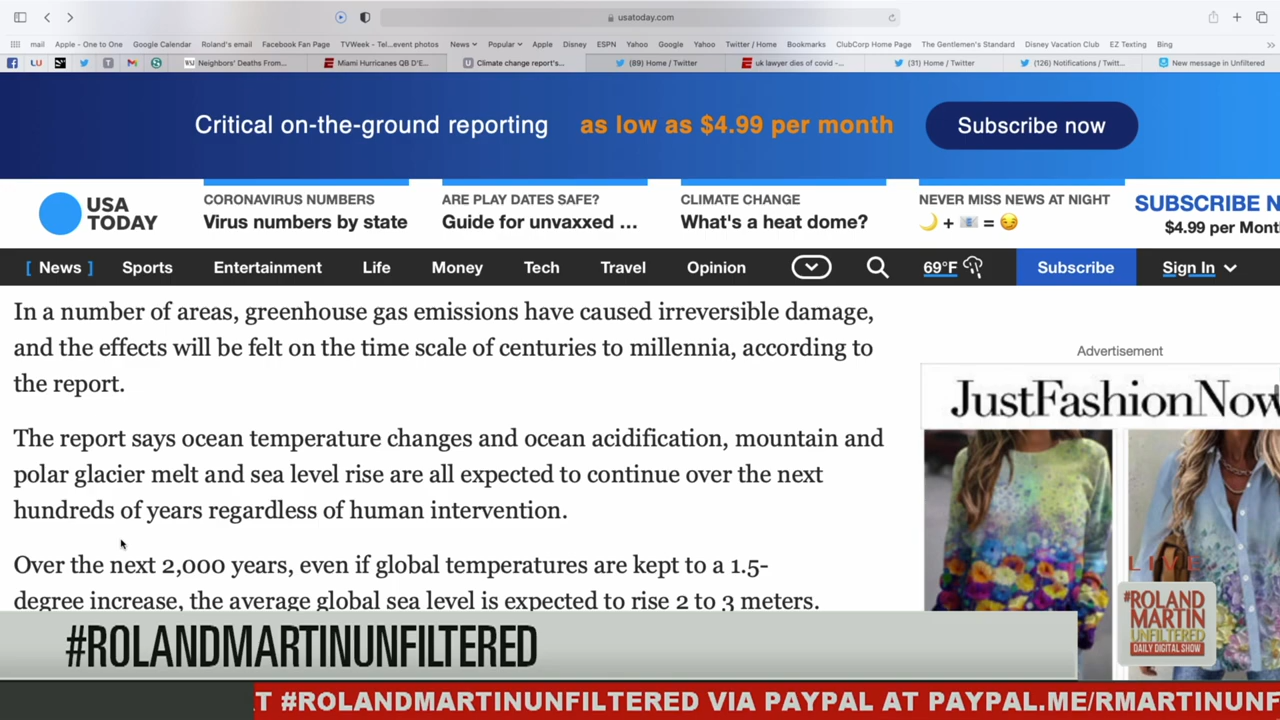 usatoday.com
mail Apple - One to One Google Calendar Roland's email Facebook Fan Page TVWeek - Tel...event photos News Popular Apple Disney ESPN Yahoo Google Yahoo Twitter / Home Bookmarks ClubCorp Home Page The Gentlemen's Standard Disney Vacation Club EZ Texting Bing
LU T WU Neighbors' Deaths From... Miami Hurricanes QB D'E... U Climate change report's... (89) Home / Twitter uk lawyer dies of covid -... (31) Home / Twitter (126) Notifications / Twitt... New message in Unfiltered
Critical on-the-ground reporting as low as $4.99 per month Subscribe now
USA TODAY
CORONAVIRUS NUMBERS
Virus numbers by state
ARE PLAY DATES SAFE?
Guide for unvaxxed ...
CLIMATE CHANGE
What's a heat dome?
NEVER MISS NEWS AT NIGHT
🌙 + 📧 = 😏
SUBSCRIBE N
$4.99 per Mont
[ News ] Sports Entertainment Life Money Tech Travel Opinion 69°F Subscribe Sign In
In a number of areas, greenhouse gas emissions have caused irreversible damage,
and the effects will be felt on the time scale of centuries to millennia, according to
the report.
The report says ocean temperature changes and ocean acidification, mountain and
polar glacier melt and sea level rise are all expected to continue over the next
hundreds of years regardless of human intervention.
Over the next 2,000 years, even if global temperatures are kept to a 1.5-
degree increase, the average global sea level is expected to rise 2 to 3 meters.
Advertisement
JustFashionNow
LIVE
#ROLAND
MARTIN
UNFILTERED
DAILY DIGITAL SHOW
#ROLANDMARTINUNFILTERED
T #ROLANDMARTINUNFILTERED VIA PAYPAL AT PAYPAL.ME/RMARTINUNF